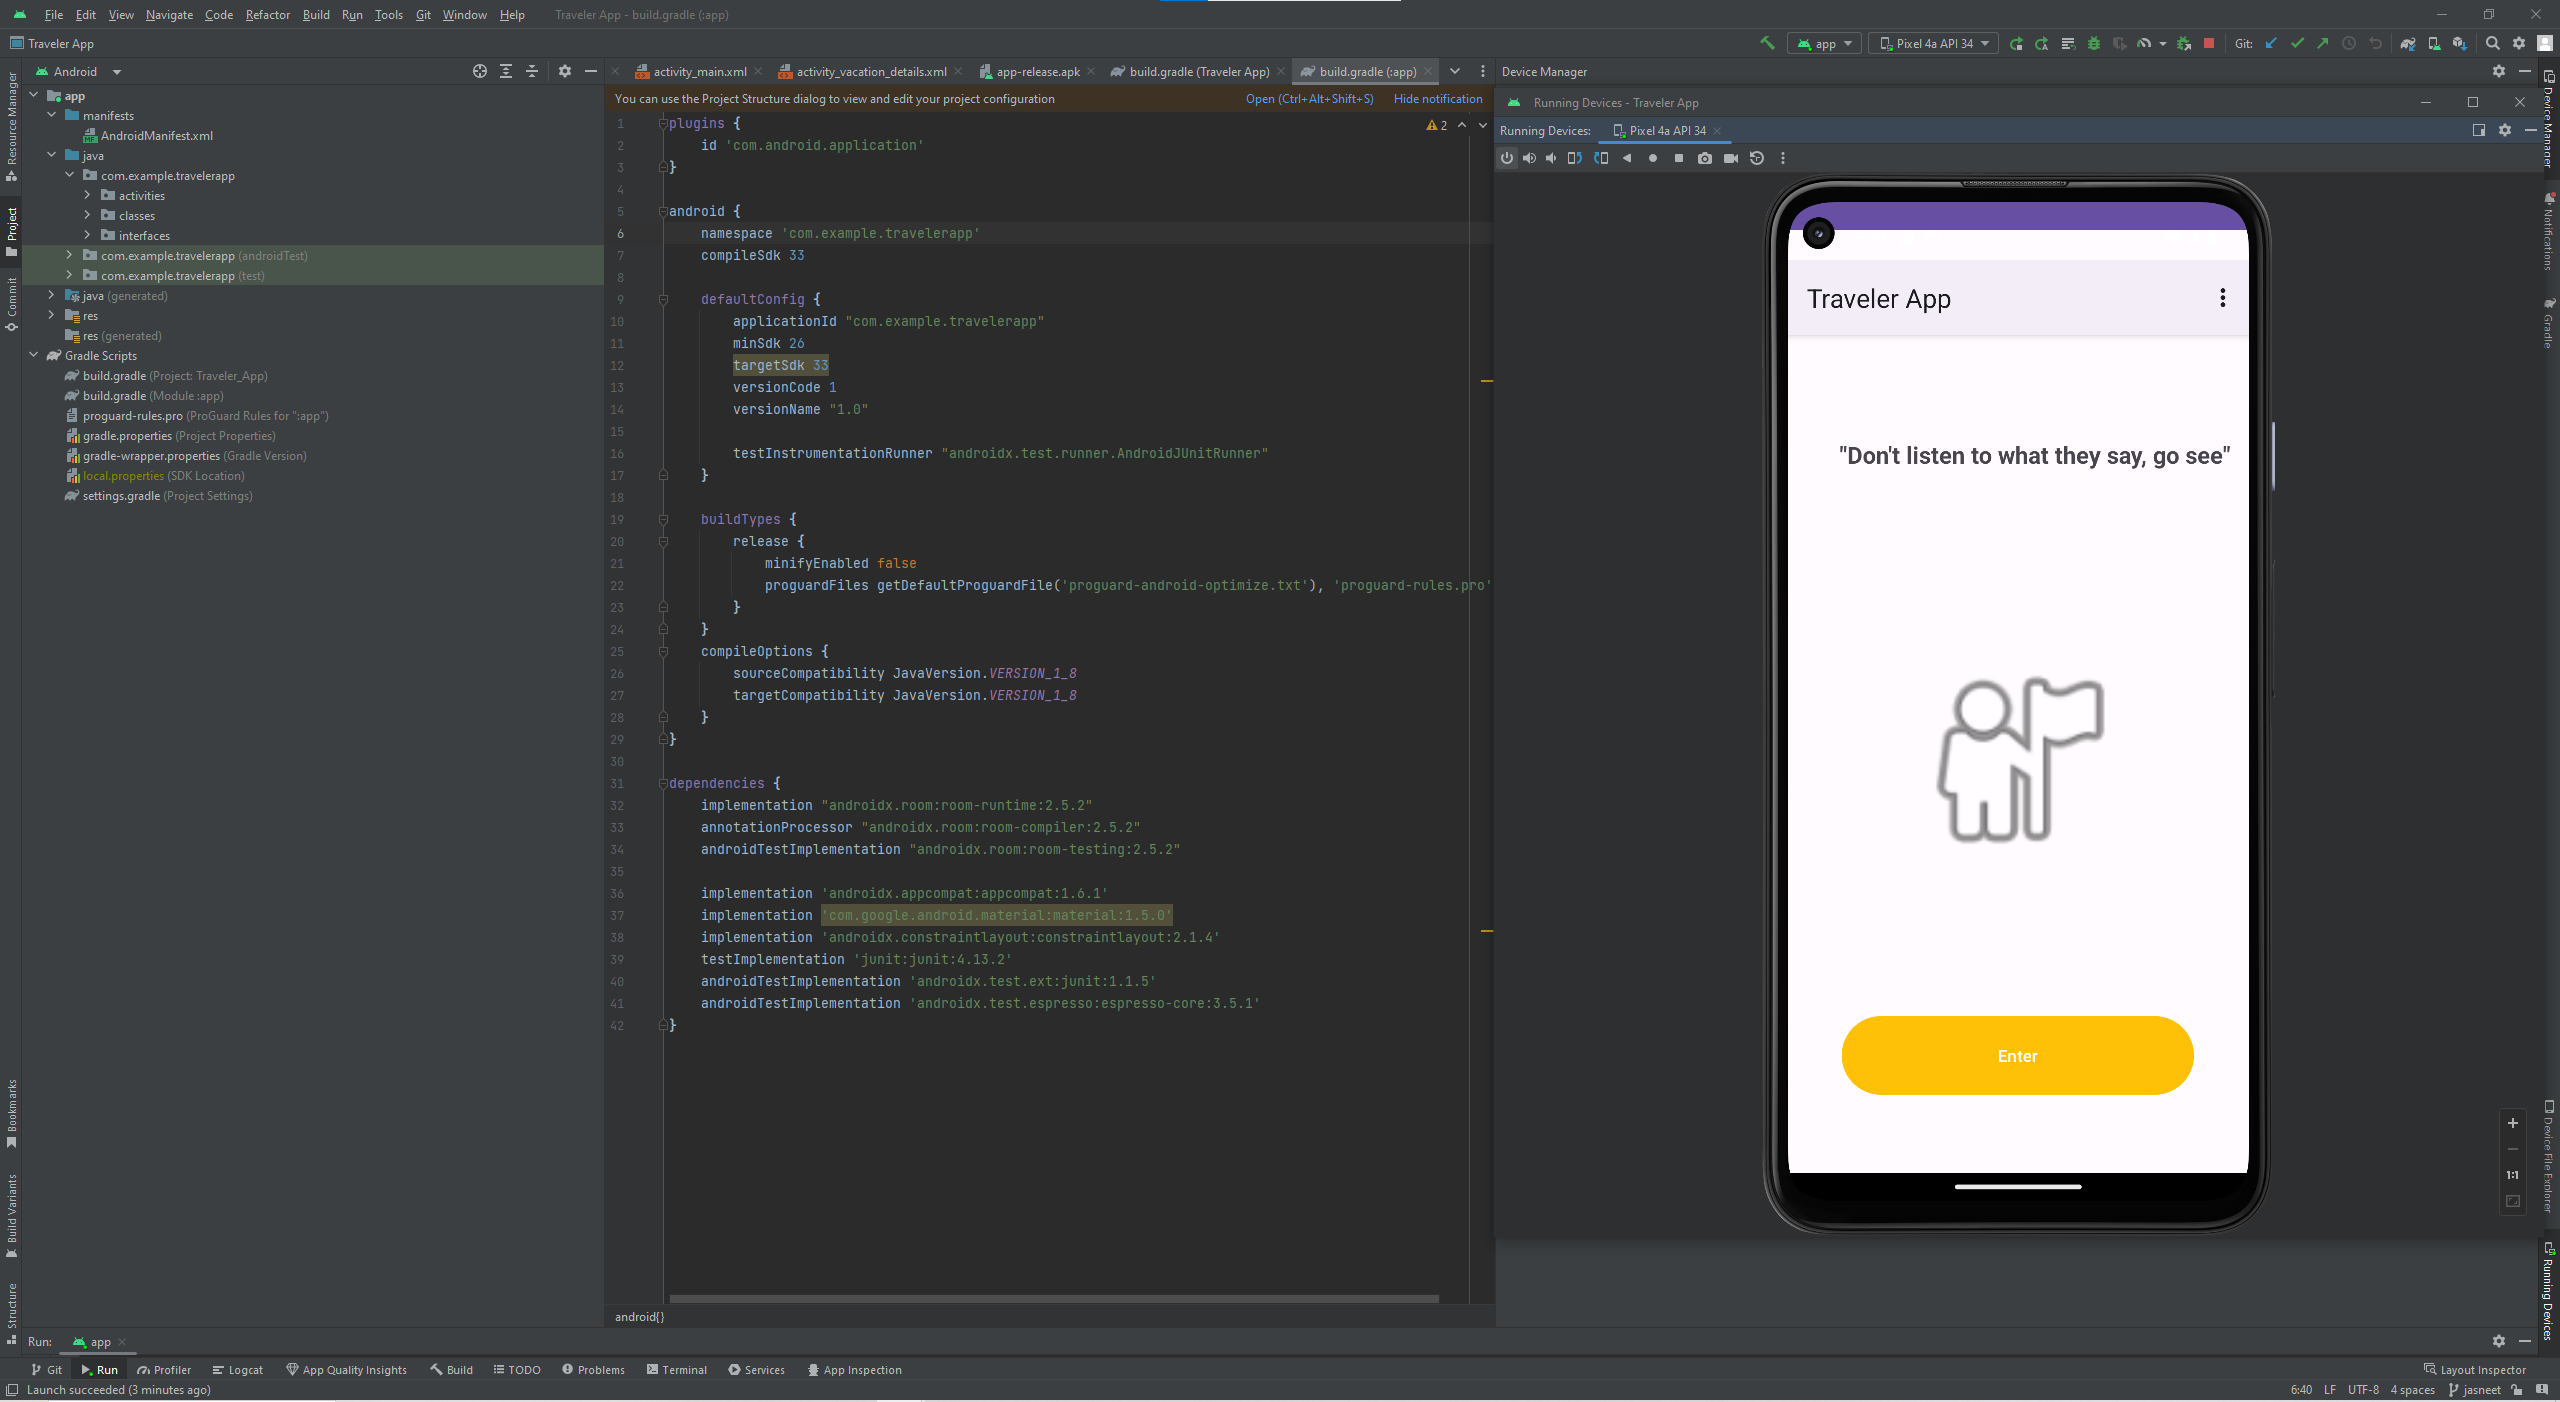 File Edit View Navigate Code Refactor Build Run Tools Git Window Help Traveler App - build.gradle (:app)
Traveler App
app Pixel 4a API 34 Git:
Android
activity_main.xml activity_vacation_details.xml app-release.apk build.gradle (Traveler App) build.gradle (:app)
Device Manager
You can use the Project Structure dialog to view and edit your project configuration Open (Ctrl+Alt+Shift+S) Hide notification
Running Devices - Traveler App
Running Devices: Pixel 4a API 34
Resource Manager
Project
Commit
Bookmarks
Build Variants
Structure
app
manifests
AndroidManifest.xml
java
com.example.travelerapp
activities
classes
interfaces
com.example.travelerapp (androidTest)
com.example.travelerapp (test)
java (generated)
res
res (generated)
Gradle Scripts
build.gradle (Project: Traveler_App)
build.gradle (Module :app)
proguard-rules.pro (ProGuard Rules for ":app")
gradle.properties (Project Properties)
gradle-wrapper.properties (Gradle Version)
local.properties (SDK Location)
settings.gradle (Project Settings)
2
1 plugins {
2 id 'com.android.application'
3 }
4
5 android {
6 namespace 'com.example.travelerapp'
7 compileSdk 33
8
9 defaultConfig {
10 applicationId "com.example.travelerapp"
11 minSdk 26
12 targetSdk 33
13 versionCode 1
14 versionName "1.0"
15
16 testInstrumentationRunner "androidx.test.runner.AndroidJUnitRunner"
17 }
18
19 buildTypes {
20 release {
21 minifyEnabled false
22 proguardFiles getDefaultProguardFile('proguard-android-optimize.txt'), 'proguard-rules.pro'
23 }
24 }
25 compileOptions {
26 sourceCompatibility JavaVersion.VERSION_1_8
27 targetCompatibility JavaVersion.VERSION_1_8
28 }
29 }
30
31 dependencies {
32 implementation "androidx.room:room-runtime:2.5.2"
33 annotationProcessor "androidx.room:room-compiler:2.5.2"
34 androidTestImplementation "androidx.room:room-testing:2.5.2"
35
36 implementation 'androidx.appcompat:appcompat:1.6.1'
37 implementation 'com.google.android.material:material:1.5.0'
38 implementation 'androidx.constraintlayout:constraintlayout:2.1.4'
39 testImplementation 'junit:junit:4.13.2'
40 androidTestImplementation 'androidx.test.ext:junit:1.1.5'
41 androidTestImplementation 'androidx.test.espresso:espresso-core:3.5.1'
42 }
android{}
Traveler App
"Don't listen to what they say, go see"
Enter
1:1
Device Manager
Notifications
Gradle
Device File Explorer
Running Devices
Run: app
Git Run Profiler Logcat App Quality Insights Build TODO Problems Terminal Services App Inspection Layout Inspector
Launch succeeded (3 minutes ago) 6:40 LF UTF-8 4 spaces jasneet